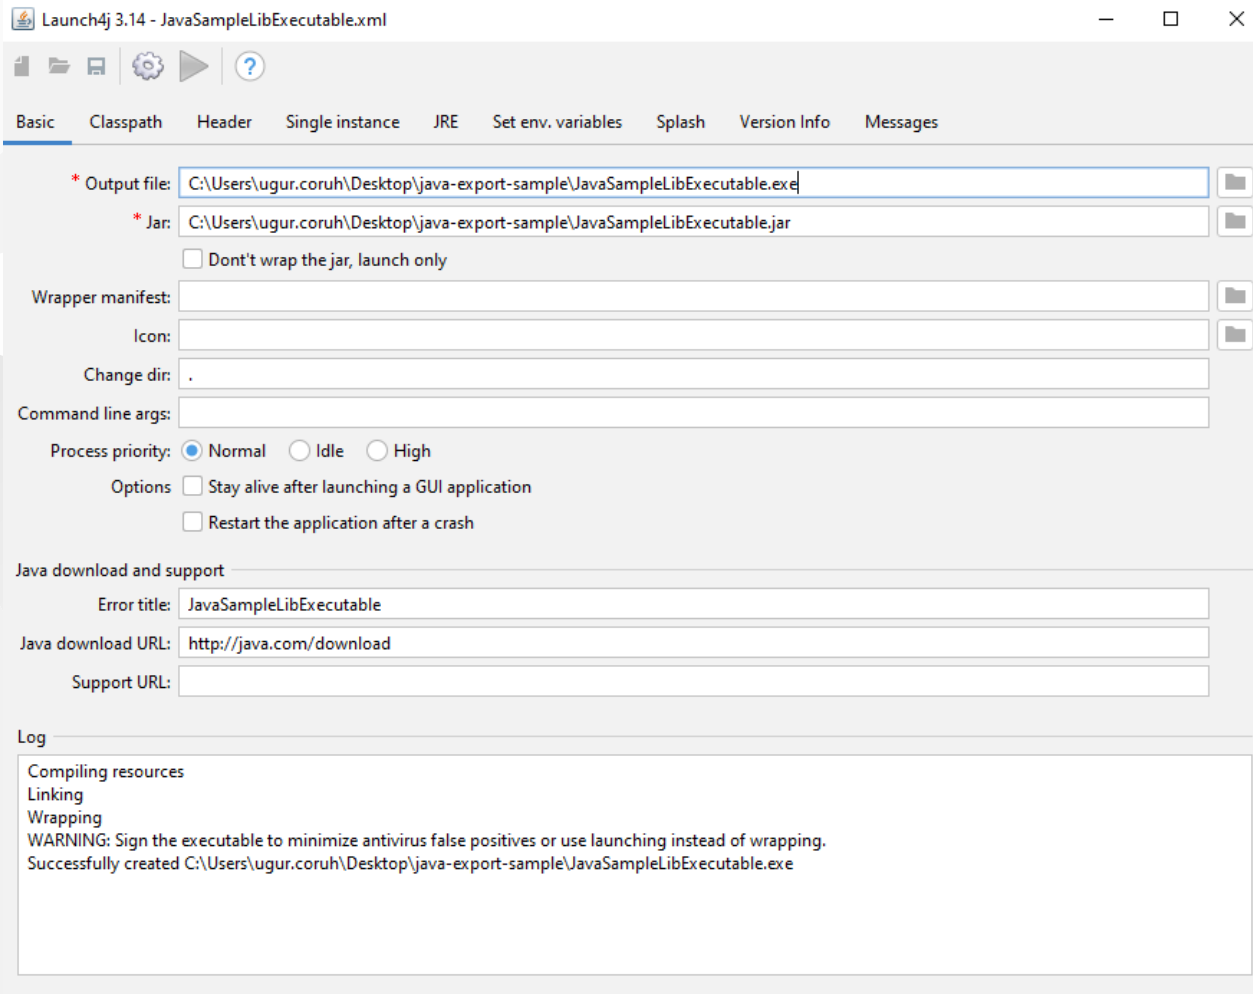 Launch4j 3.14 - JavaSampleLibExecutable.xml
?
Basic Classpath Header Single instance JRE Set env. variables Splash Version Info Messages
* Output file: C:\Users\ugur.coruh\Desktop\java-export-sample\JavaSampleLibExecutable.exe
* Jar: C:\Users\ugur.coruh\Desktop\java-export-sample\JavaSampleLibExecutable.jar
Dont't wrap the jar, launch only
Wrapper manifest:
Icon:
Change dir: .
Command line args:
Process priority: Normal Idle High
Options Stay alive after launching a GUI application
Restart the application after a crash
Java download and support
Error title: JavaSampleLibExecutable
Java download URL: http://java.com/download
Support URL:
Log
Compiling resources
Linking
Wrapping
WARNING: Sign the executable to minimize antivirus false positives or use launching instead of wrapping.
Successfully created C:\Users\ugur.coruh\Desktop\java-export-sample\JavaSampleLibExecutable.exe